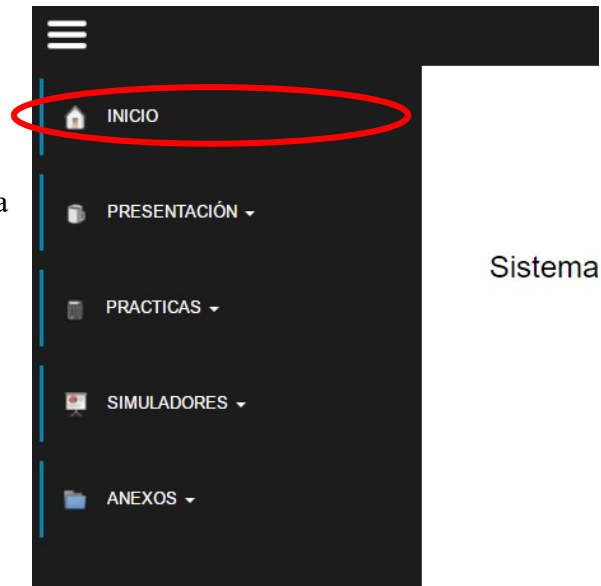 INICIO
a
PRESENTACIÓN
Sistema
PRACTICAS
SIMULADORES
ANEXOS